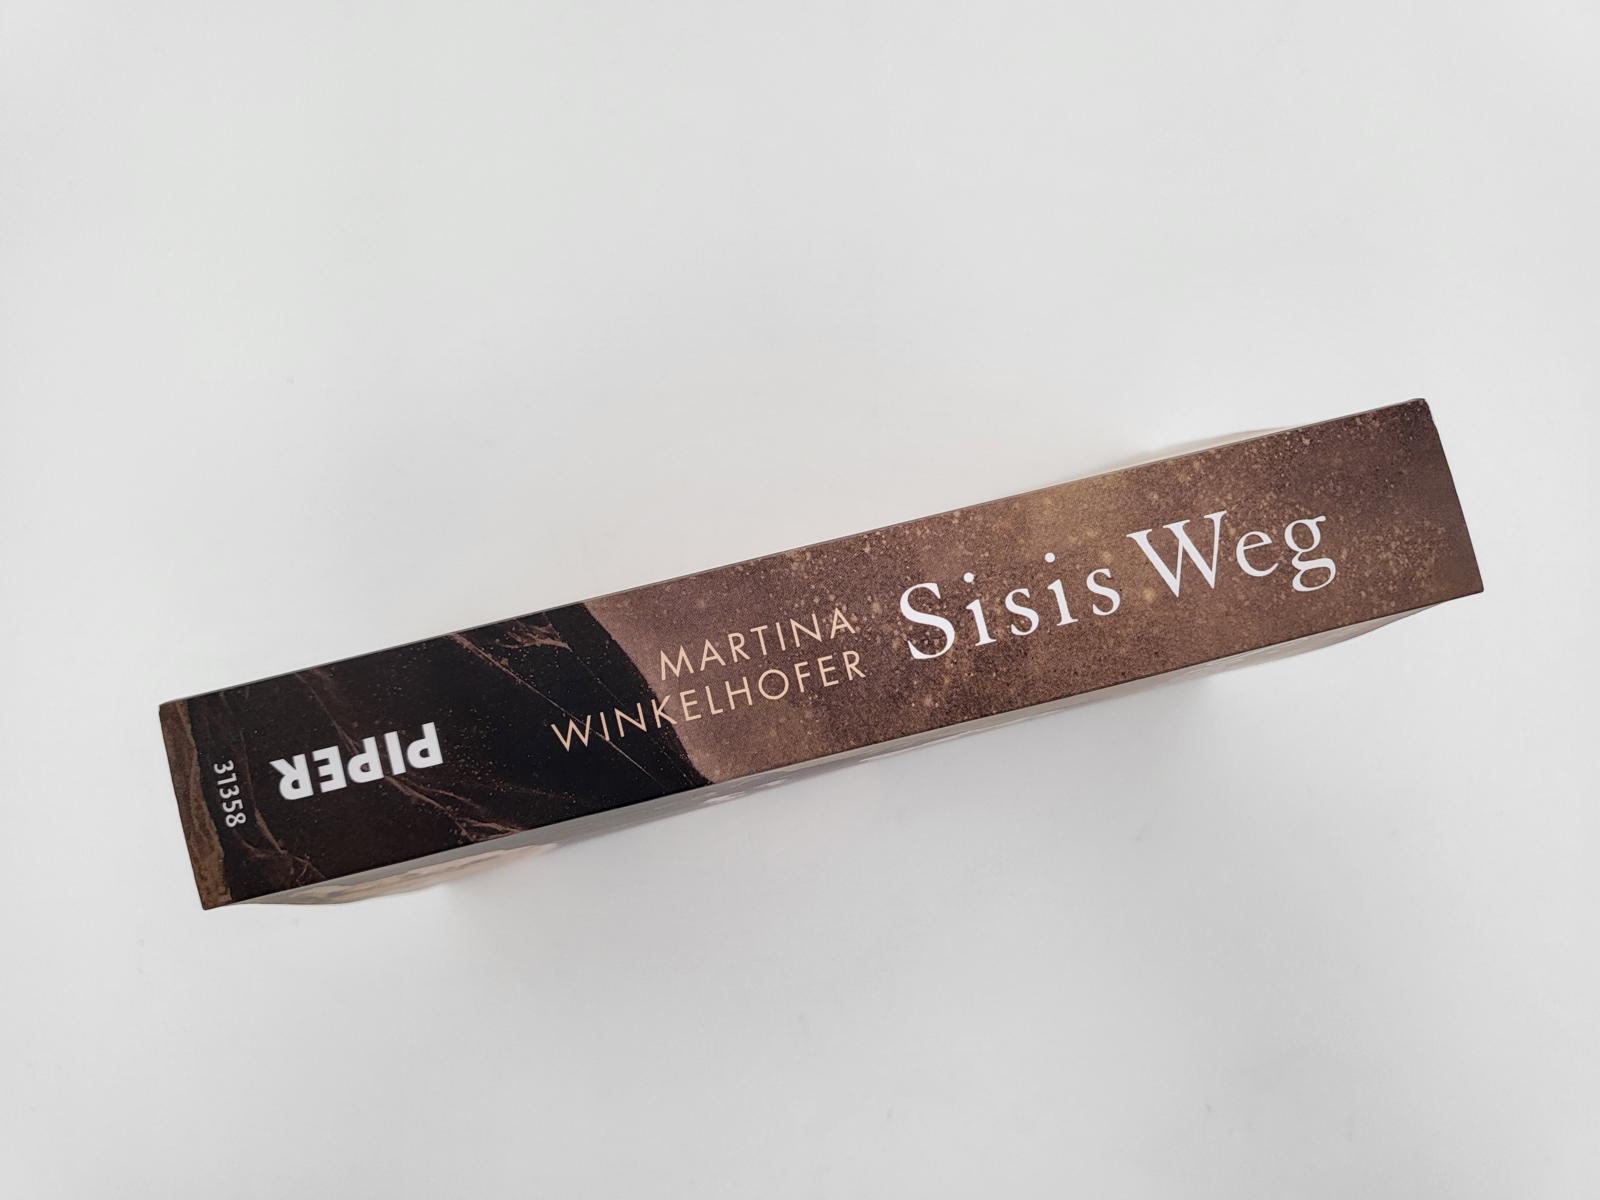 MARTINA
WINKELHOFER
Sisis Weg
PIPER
31358